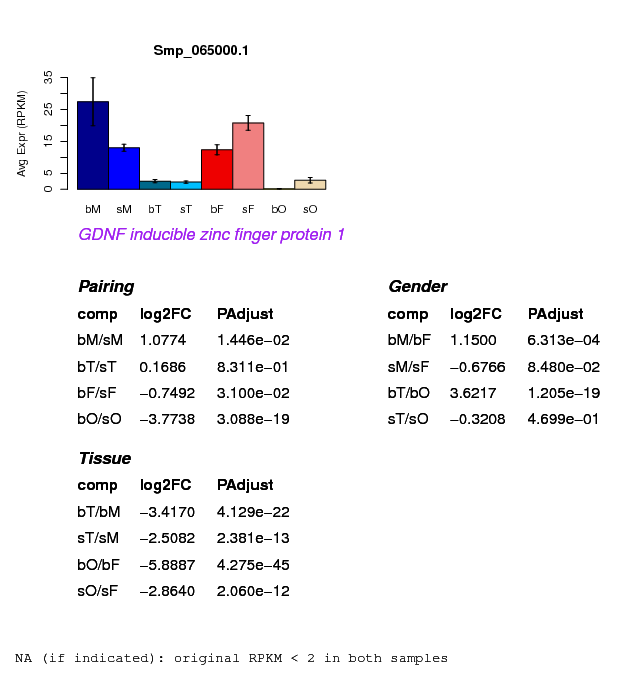 Smp_065000.1
Avg Expr (RPKM)
35
25
15
5
0
bM sM bT sT bF sF bO sO
GDNF inducible zinc finger protein 1
Pairing
comp log2FC PAdjust
bM/sM 1.0774 1.446e−02
bT/sT 0.1686 8.311e−01
bF/sF −0.7492 3.100e−02
bO/sO −3.7738 3.088e−19
Gender
comp log2FC PAdjust
bM/bF 1.1500 6.313e−04
sM/sF −0.6766 8.480e−02
bT/bO 3.6217 1.205e−19
sT/sO −0.3208 4.699e−01
Tissue
comp log2FC PAdjust
bT/bM −3.4170 4.129e−22
sT/sM −2.5082 2.381e−13
bO/bF −5.8887 4.275e−45
sO/sF −2.8640 2.060e−12
NA (if indicated): original RPKM < 2 in both samples